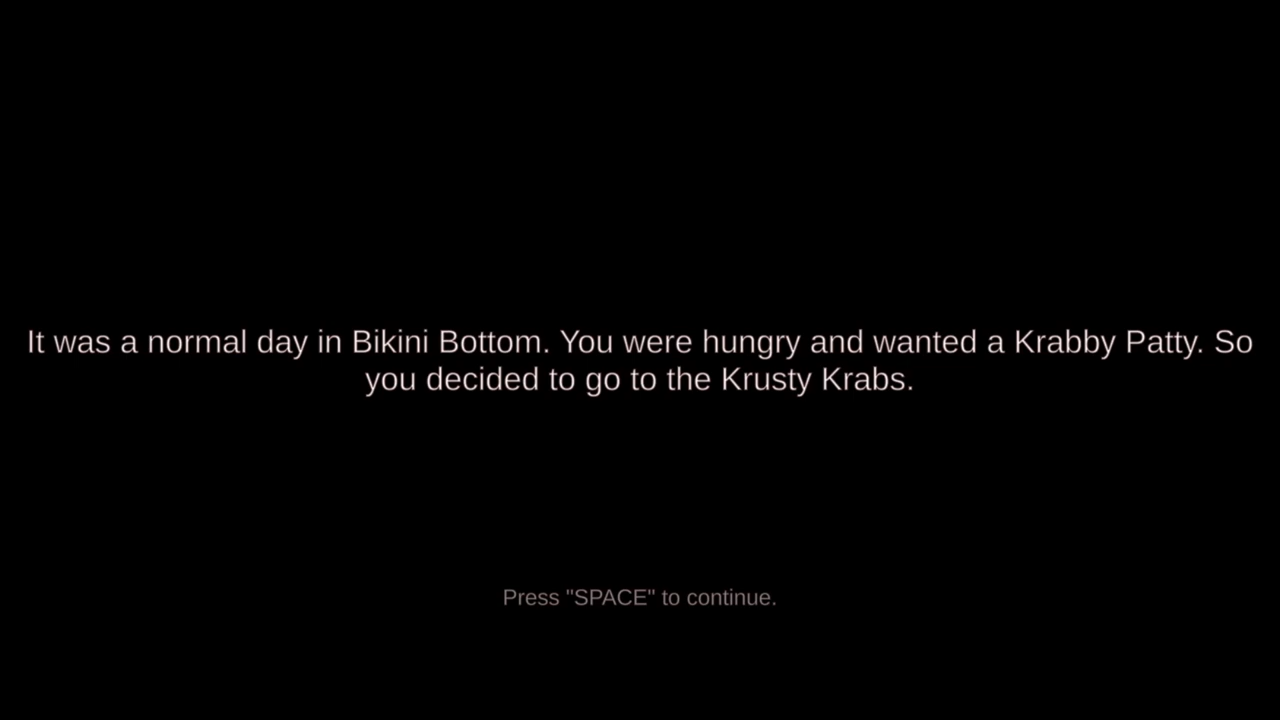 It was a normal day in Bikini Bottom. You were hungry and wanted a Krabby Patty. So
you decided to go to the Krusty Krabs.
Press "SPACE" to continue.